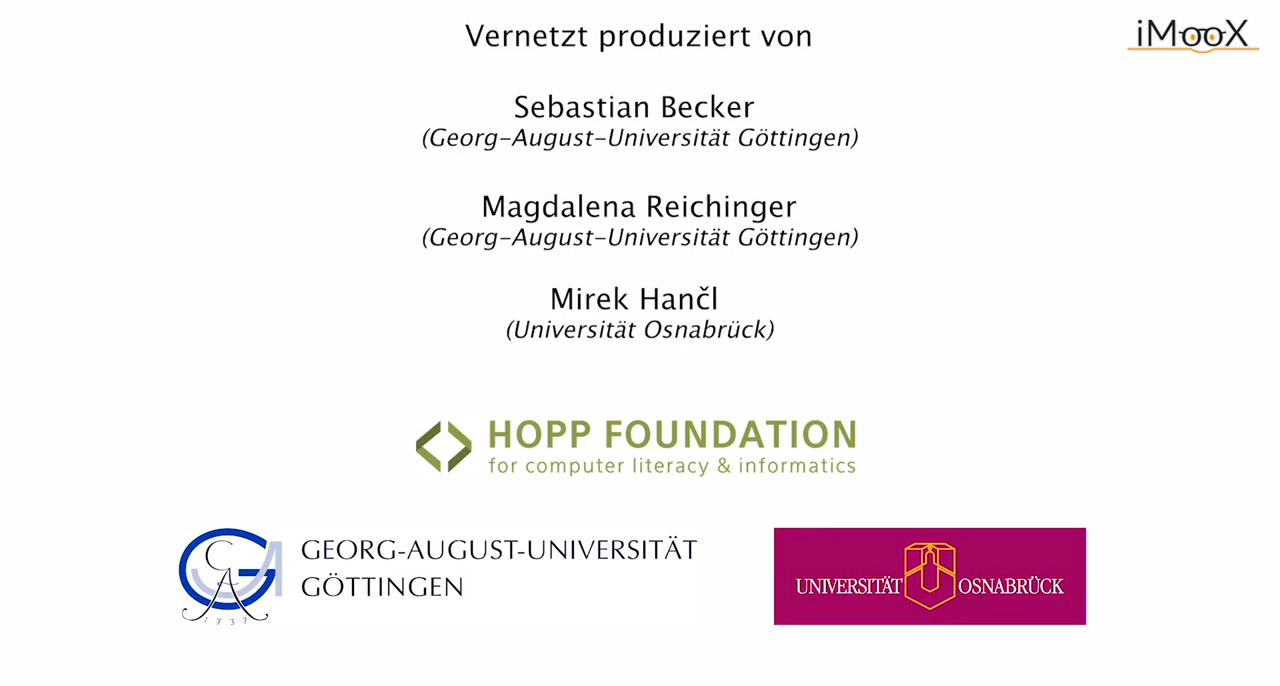 Vernetzt produziert von
iMooX
Sebastian Becker
(Georg-August-Universität Göttingen)
Magdalena Reichinger
(Georg-August-Universität Göttingen)
Mirek Hančl
(Universität Osnabrück)
HOPP FOUNDATION
for computer literacy & informatics
GEORG-AUGUST-UNIVERSITÄT
GÖTTINGEN
1737
UNIVERSITÄT OSNABRÜCK